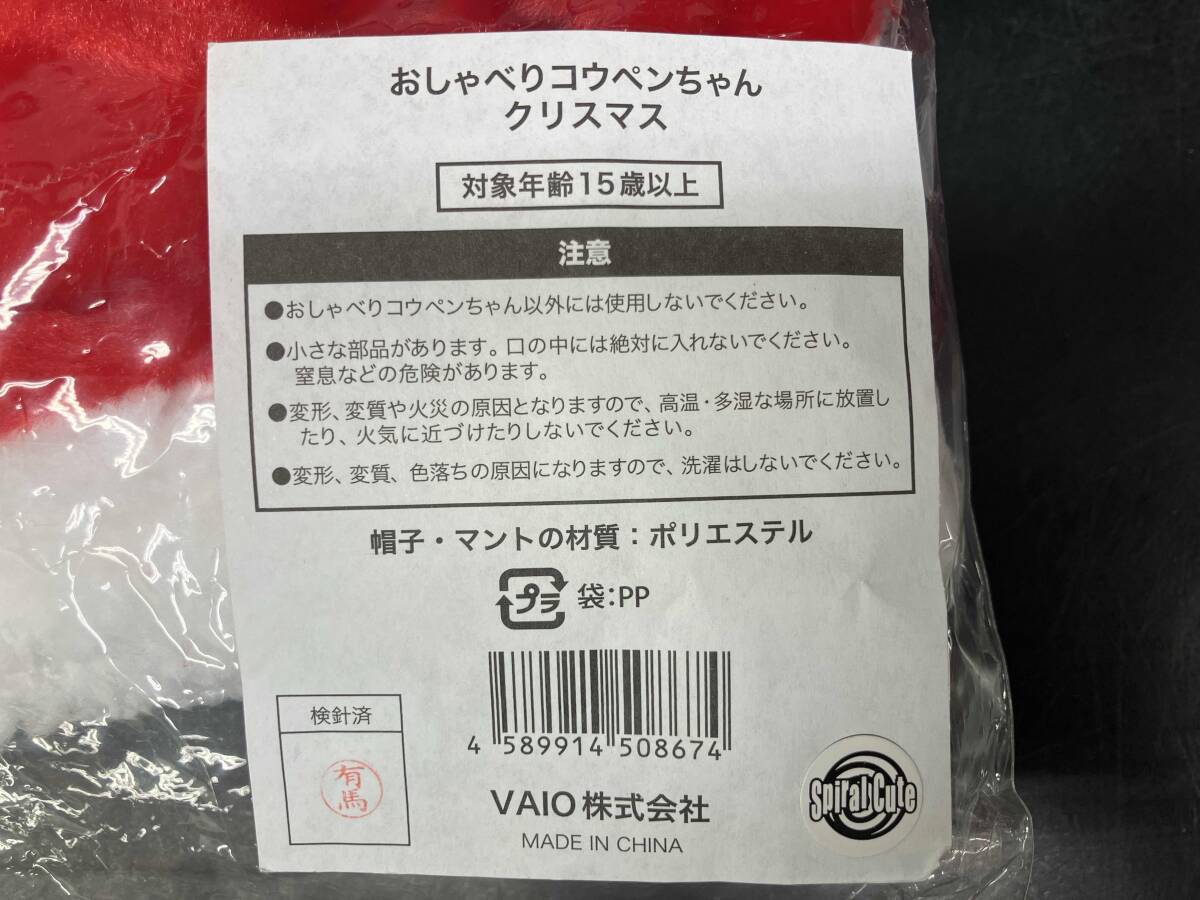 おしゃべりコウペンちゃん
クリスマス
対象年齢15歳以上
注意
●おしゃべりコウペンちゃん以外には使用しないでください。
●小さな部品があります。口の中には絶対に入れないでください。
窒息などの危険があります。
●変形、変質や火災の原因となりますので、高温・多湿な場所に放置し
たり、火気に近づけたりしないでください。
●変形、変質、色落ちの原因になりますので、洗濯はしないでください。
帽子・マントの材質：ポリエステル
プラ 袋:PP
4 589914 508674
検針済
有馬
VAIO株式会社
MADE IN CHINA
Spiral Cute